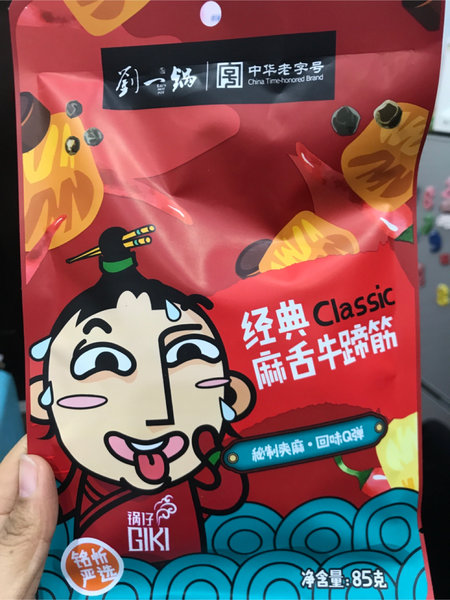 劉一锅
中华老字号
China Time-honored Brand
经典 Classic
麻舌牛蹄筋
秘制爽麻·回味Q弹
锅仔
GIKI
铭忻
严选
净含量:85克